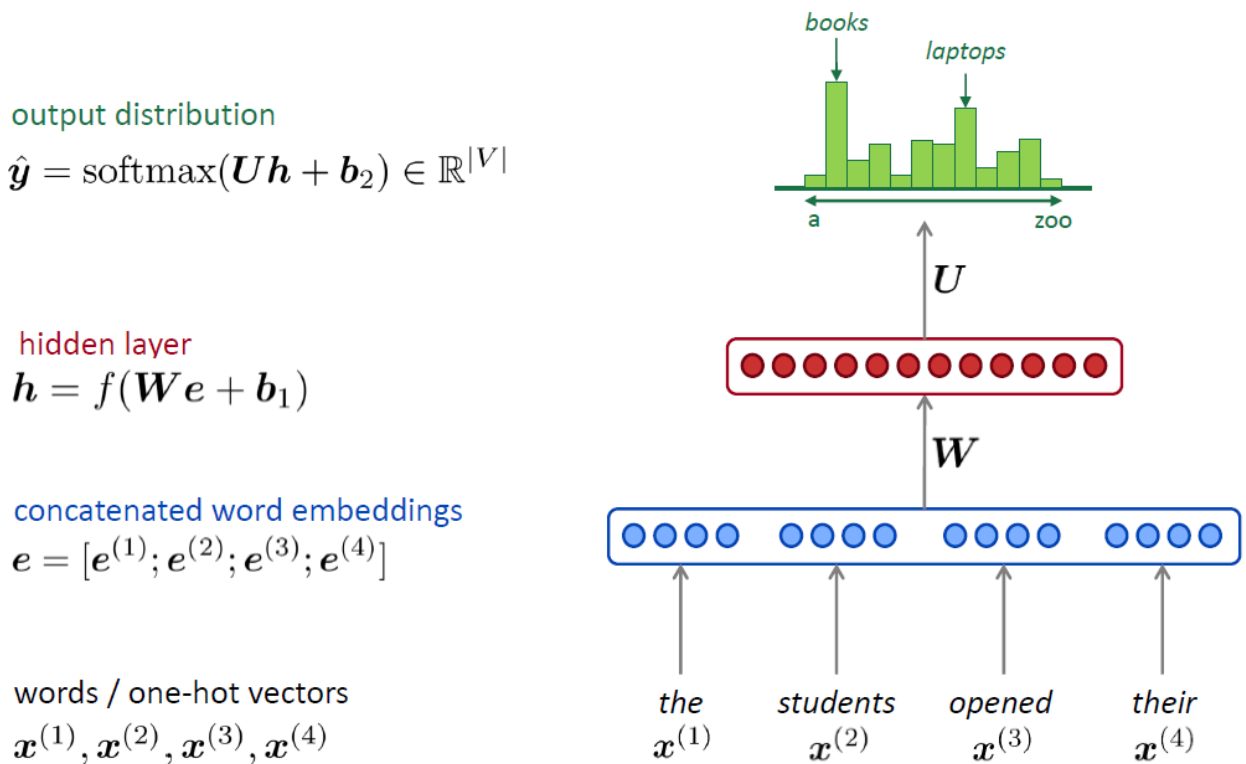 books
laptops
output distribution
ŷ = softmax(Uh + b₂) ∈ ℝ^|V|
a
zoo
U
hidden layer
h = f(We + b₁)
W
concatenated word embeddings
e = [e⁽¹⁾; e⁽²⁾; e⁽³⁾; e⁽⁴⁾]
words / one-hot vectors
the students opened their
x⁽¹⁾, x⁽²⁾, x⁽³⁾, x⁽⁴⁾
x⁽¹⁾ x⁽²⁾ x⁽³⁾ x⁽⁴⁾